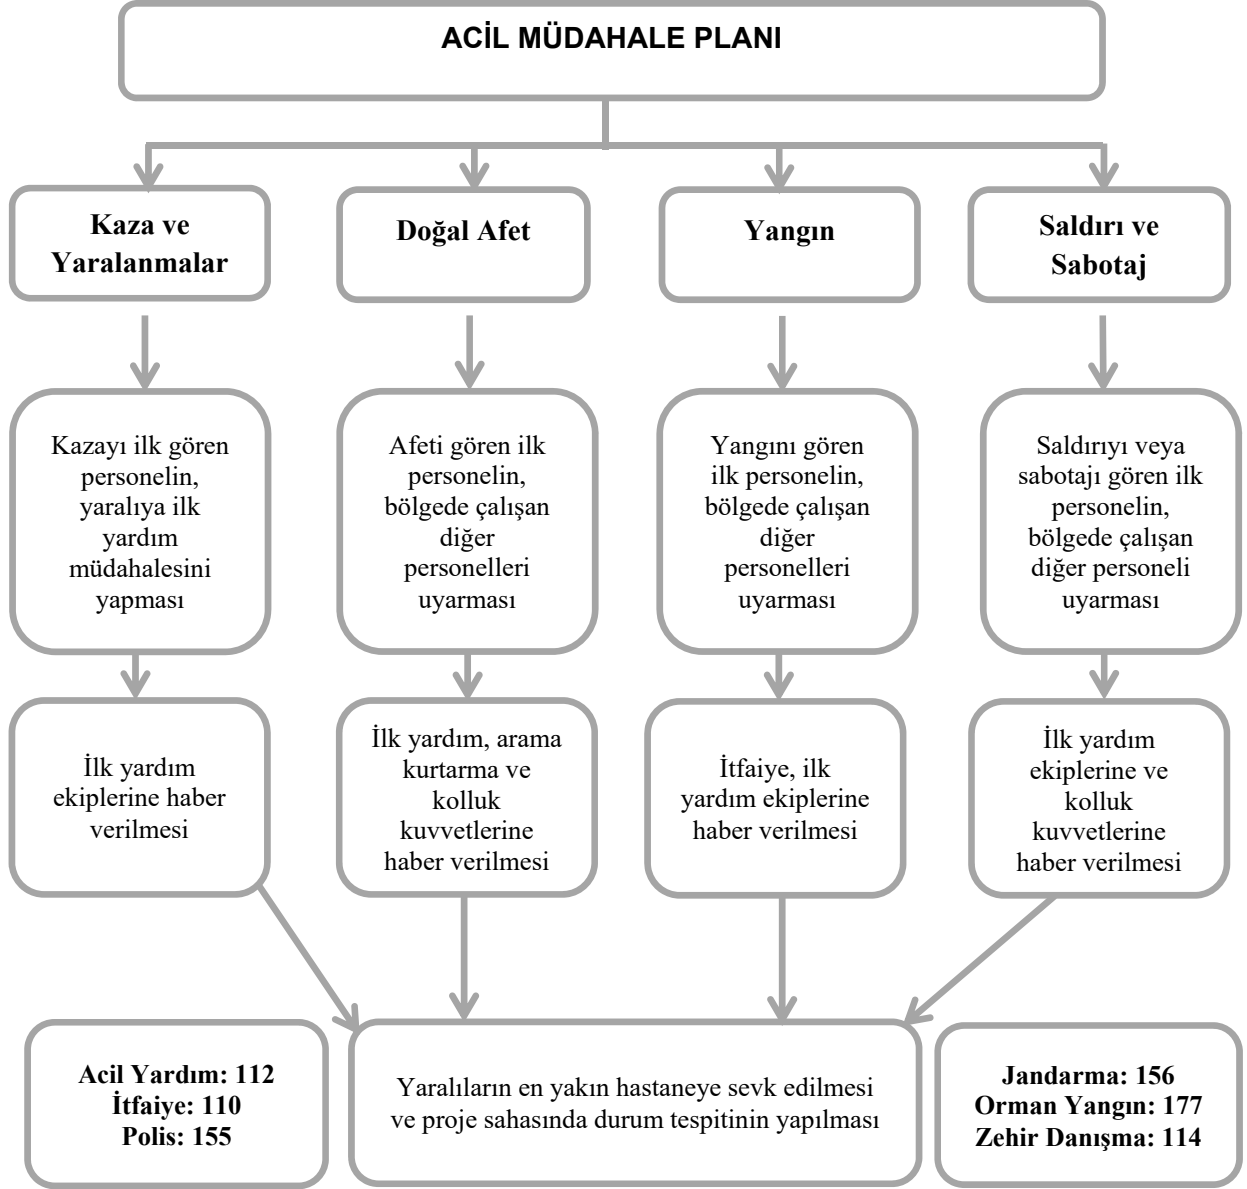 ACİL MÜDAHALE PLANI
Kaza ve
Yaralanmalar
Doğal Afet
Yangın
Saldırı ve
Sabotaj
Kazayı ilk gören
personelin,
yaralıya ilk
yardım
müdahalesini
yapması
Afeti gören ilk
personelin,
bölgede çalışan
diğer
personelleri
uyarması
Yangını gören
ilk personelin,
bölgede çalışan
diğer
personelleri
uyarması
Saldırıyı veya
sabotajı gören ilk
personelin,
bölgede çalışan
diğer personeli
uyarması
İlk yardım
ekiplerine haber
verilmesi
İlk yardım, arama
kurtarma ve
kolluk
kuvvetlerine
haber verilmesi
İtfaiye, ilk
yardım ekiplerine
haber verilmesi
İlk yardım
ekiplerine ve
kolluk
kuvvetlerine
haber verilmesi
Acil Yardım: 112
İtfaiye: 110
Polis: 155
Yaralıların en yakın hastaneye sevk edilmesi
ve proje sahasında durum tespitinin yapılması
Jandarma: 156
Orman Yangın: 177
Zehir Danışma: 114